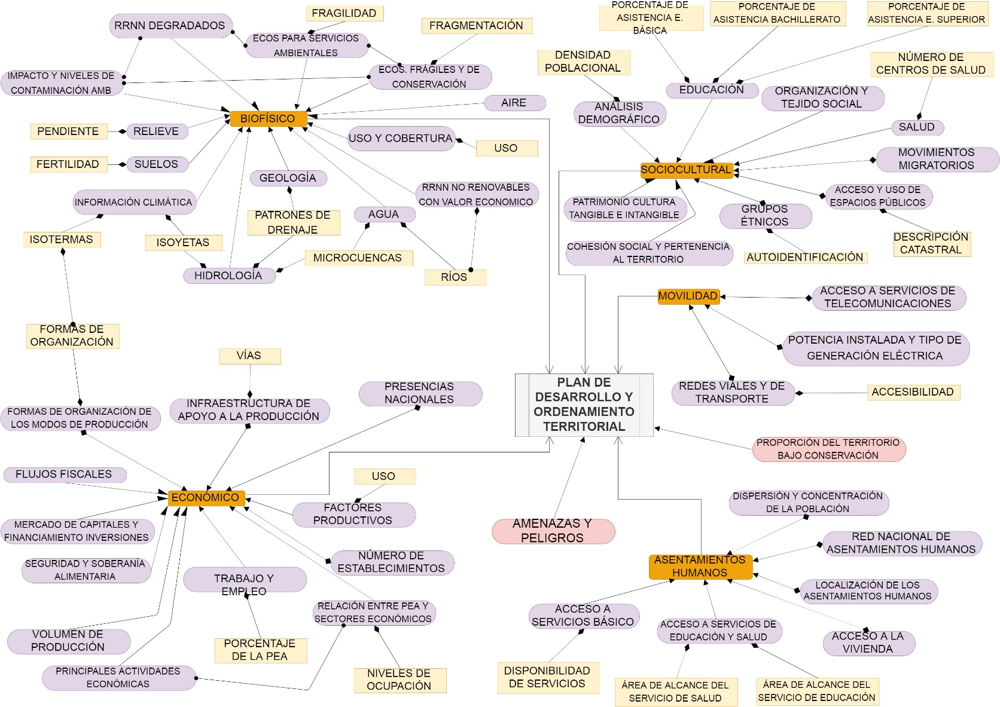 RRNN DEGRADADOS
FRAGILIDAD
FRAGMENTACIÓN
ECOS PARA SERVICIOS
AMBIENTALES
IMPACTO Y NIVELES DE
CONTAMINACIÓN AMB
ECOS. FRÁGILES Y DE
CONSERVACIÓN
AIRE
BIOFÍSICO
PENDIENTE
RELIEVE
USO Y COBERTURA
USO
FERTILIDAD
SUELOS
GEOLOGÍA
INFORMACIÓN CLIMÁTICA
RRNN NO RENOVABLES
CON VALOR ECONOMICO
AGUA
PATRONES DE
DRENAJE
ISOTERMAS
ISOYETAS
MICROCUENCAS
HIDROLOGÍA
RÍOS
PORCENTAJE DE
ASISTENCIA E.
BÁSICA
PORCENTAJE DE
ASISTENCIA BACHILLERATO
PORCENTAJE DE
ASISTENCIA E. SUPERIOR
DENSIDAD
POBLACIONAL
NÚMERO DE
CENTROS DE SALUD
EDUCACIÓN
ORGANIZACIÓN Y
TEJIDO SOCIAL
ANÁLISIS
DEMOGRÁFICO
SALUD
SOCIOCULTURAL
MOVIMIENTOS
MIGRATORIOS
PATRIMONIO CULTURA
TANGIBLE E INTANGIBLE
GRUPOS
ÉTNICOS
ACCESO Y USO DE
ESPACIOS PÚBLICOS
COHESIÓN SOCIAL Y PERTENENCIA
AL TERRITORIO
AUTOIDENTIFICACIÓN
DESCRIPCIÓN
CATASTRAL
MOVILIDAD
ACCESO A SERVICIOS DE
TELECOMUNICACIONES
POTENCIA INSTALADA Y TIPO DE
GENERACIÓN ELÉCTRICA
REDES VIALES Y DE
TRANSPORTE
ACCESIBILIDAD
PLAN DE
DESARROLLO Y
ORDENAMIENTO
TERRITORIAL
PROPORCIÓN DEL TERRITORIO
BAJO CONSERVACIÓN
AMENAZAS Y
PELIGROS
FORMAS DE
ORGANIZACIÓN
VÍAS
FORMAS DE ORGANIZACIÓN DE
LOS MODOS DE PRODUCCIÓN
INFRAESTRUCTURA DE
APOYO A LA PRODUCCIÓN
PRESENCIAS
NACIONALES
FLUJOS FISCALES
ECONÓMICO
USO
FACTORES
PRODUCTIVOS
MERCADO DE CAPITALES Y
FINANCIAMIENTO INVERSIONES
SEGURIDAD Y SOBERANÍA
ALIMENTARIA
TRABAJO Y
EMPLEO
NÚMERO DE
ESTABLECIMIENTOS
RELACIÓN ENTRE PEA Y
SECTORES ECONÓMICOS
VOLUMEN DE
PRODUCCIÓN
PORCENTAJE
DE LA PEA
PRINCIPALES ACTIVIDADES
ECONÓMICAS
NIVELES DE
OCUPACIÓN
DISPERSIÓN Y CONCENTRACIÓN
DE LA POBLACIÓN
RED NACIONAL DE
ASENTAMIENTOS HUMANOS
ASENTAMIENTOS
HUMANOS
LOCALIZACIÓN DE LOS
ASENTAMIENTOS HUMANOS
ACCESO A
SERVICIOS BÁSICO
ACCESO A SERVICIOS DE
EDUCACIÓN Y SALUD
ACCESO A LA
VIVIENDA
DISPONIBILIDAD
DE SERVICIOS
ÁREA DE ALCANCE DEL
SERVICIO DE SALUD
ÁREA DE ALCANCE DEL
SERVICIO DE EDUCACIÓN